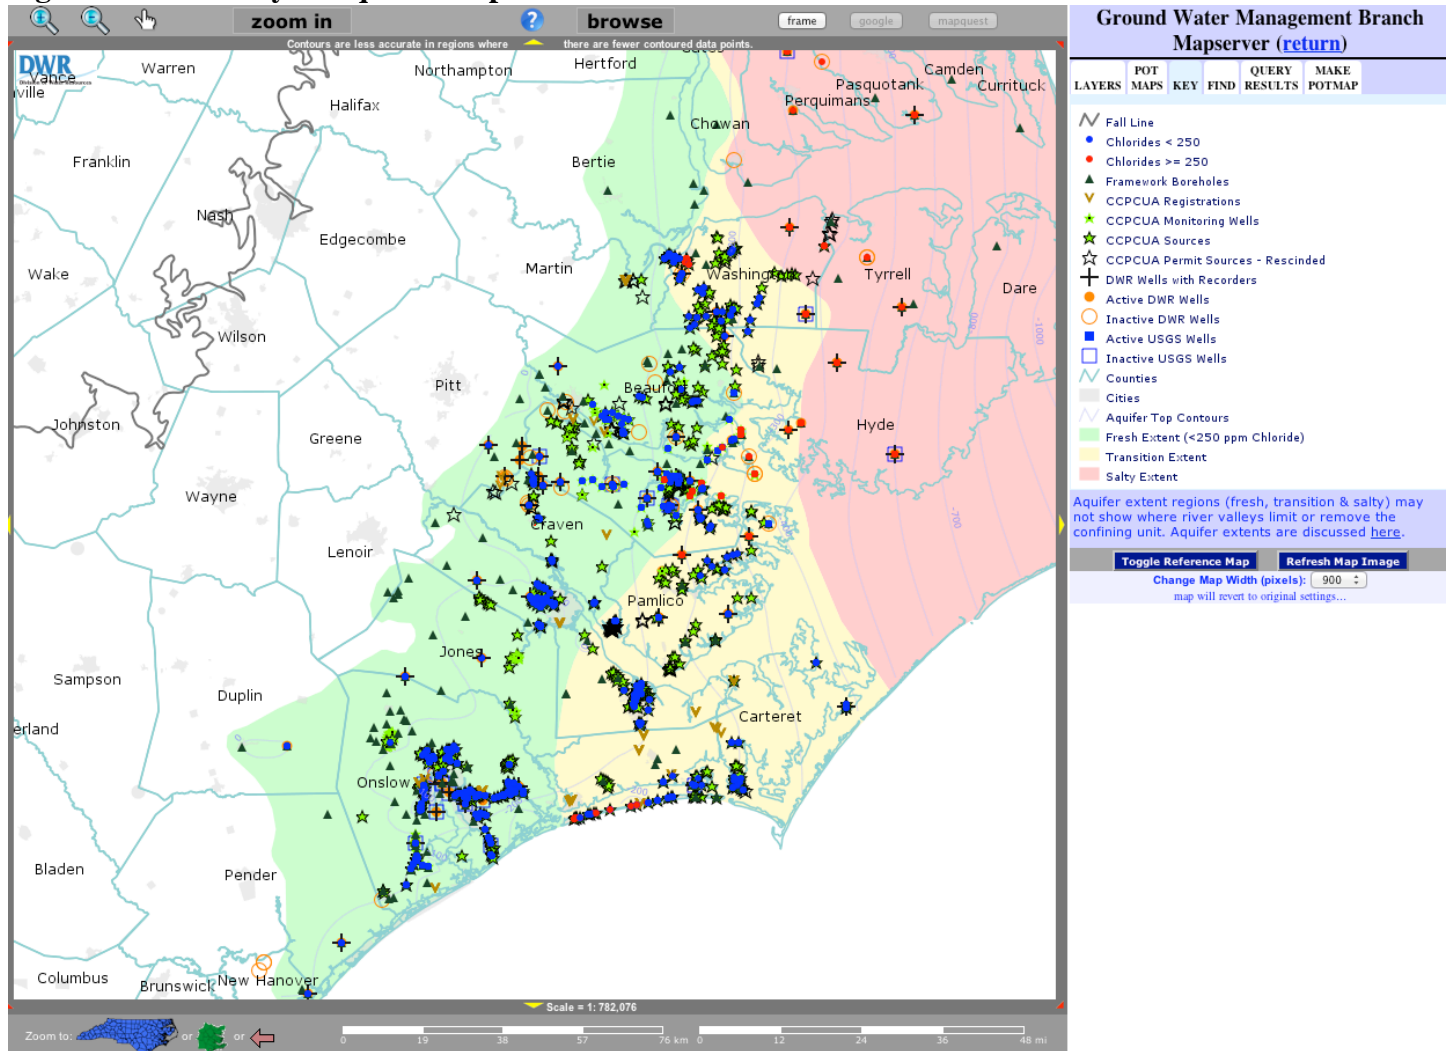 zoom in
?
browse
frame
google
mapquest
Contours are less accurate in regions where
there are fewer contoured data points.
DWR
Vance
ville
Warren
Northampton
Hertford
Gates
Camden
Pasquotank
Currituck
Perquimans
Halifax
Chowan
Franklin
Bertie
Nash
Edgecombe
Martin
Washington
Tyrrell
Wake
Dare
Wilson
Pitt
Beaufort
Johnston
Greene
Hyde
Wayne
Craven
Lenoir
Pamlico
Jones
Sampson
Duplin
Carteret
erland
Onslow
Bladen
Pender
Columbus
Brunswick
New Hanover
-1000
-700
-200
Scale = 1: 782,076
Zoom to:
or
or
0 19 38 57 76 km
0 12 24 36 48 mi
Ground Water Management Branch
Mapserver (return)
LAYERS
POT
MAPS
KEY
FIND
QUERY
RESULTS
MAKE
POTMAP
Fall Line
Chlorides < 250
Chlorides >= 250
Framework Boreholes
CCPCUA Registrations
CCPCUA Monitoring Wells
CCPCUA Sources
CCPCUA Permit Sources - Rescinded
DWR Wells with Recorders
Active DWR Wells
Inactive DWR Wells
Active USGS Wells
Inactive USGS Wells
Counties
Cities
Aquifer Top Contours
Fresh Extent (<250 ppm Chloride)
Transition Extent
Salty Extent
Aquifer extent regions (fresh, transition & salty) may
not show where river valleys limit or remove the
confining unit. Aquifer extents are discussed here.
Toggle Reference Map
Refresh Map Image
Change Map Width (pixels): 900
map will revert to original settings...